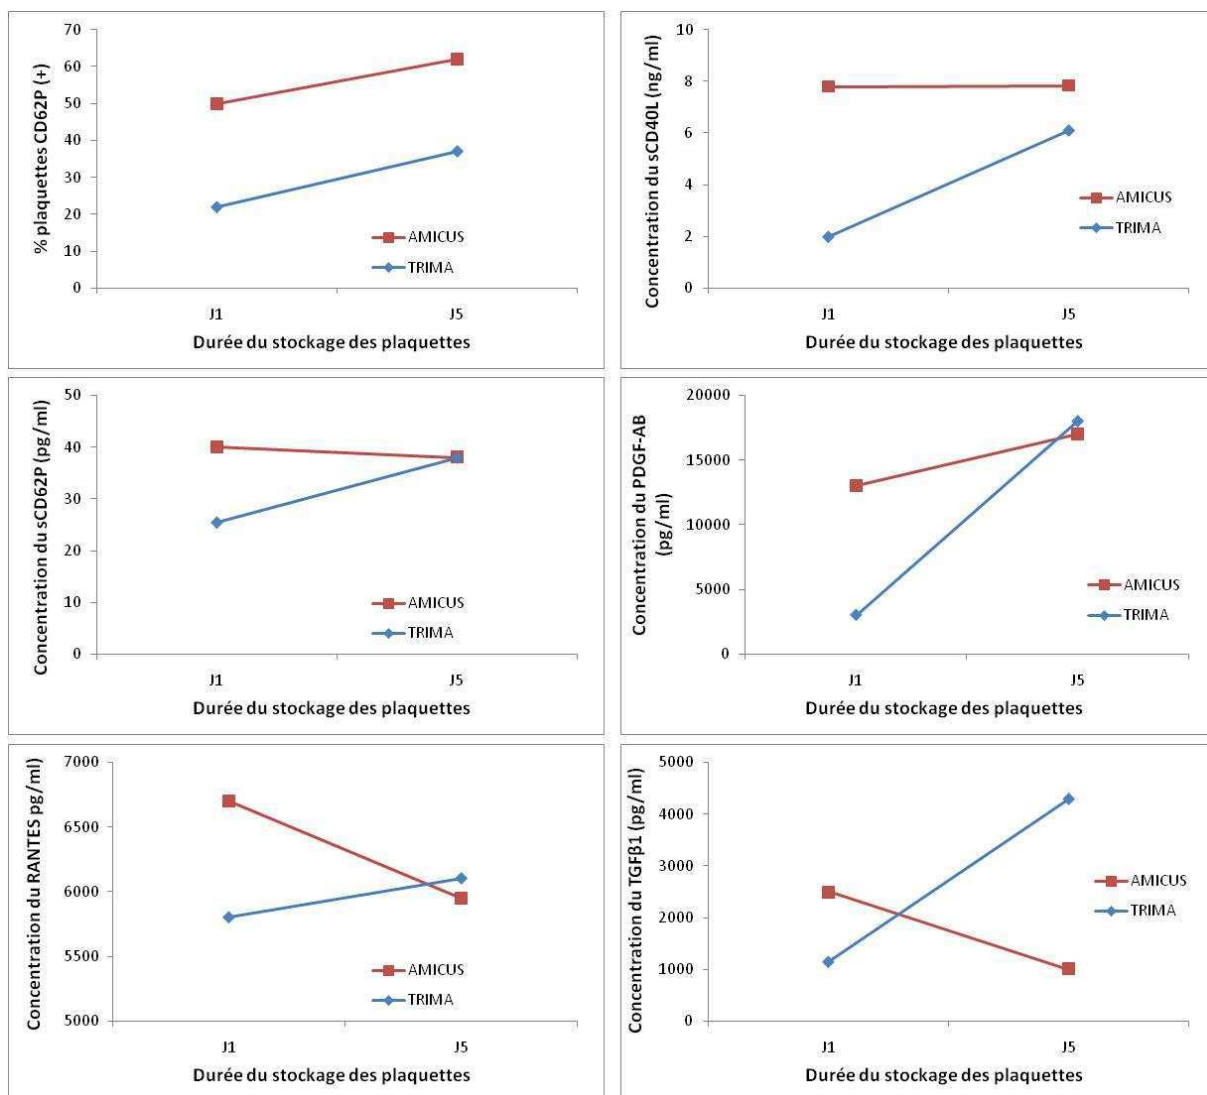 % plaquettes CD62P (+)
70
60
50
40
30
20
10
0
AMICUS
TRIMA
J1
J5
Durée du stockage des plaquettes
Concentration du sCD40L (ng/ml)
10
8
6
4
2
0
AMICUS
TRIMA
J1
J5
Durée du stockage des plaquettes
Concentration du sCD62P (pg/ml)
50
40
30
20
10
0
AMICUS
TRIMA
J1
J5
Durée du stockage des plaquettes
Concentration du PDGF-AB
(pg/ml)
20000
15000
10000
5000
0
AMICUS
TRIMA
J1
J5
Durée du stockage des plaquettes
Concentration du RANTES pg/ml)
7000
6500
6000
5500
5000
AMICUS
TRIMA
J1
J5
Durée du stockage des plaquettes
Concentration du TGFβ1 (pg/ml)
5000
4000
3000
2000
1000
0
AMICUS
TRIMA
J1
J5
Durée du stockage des plaquettes